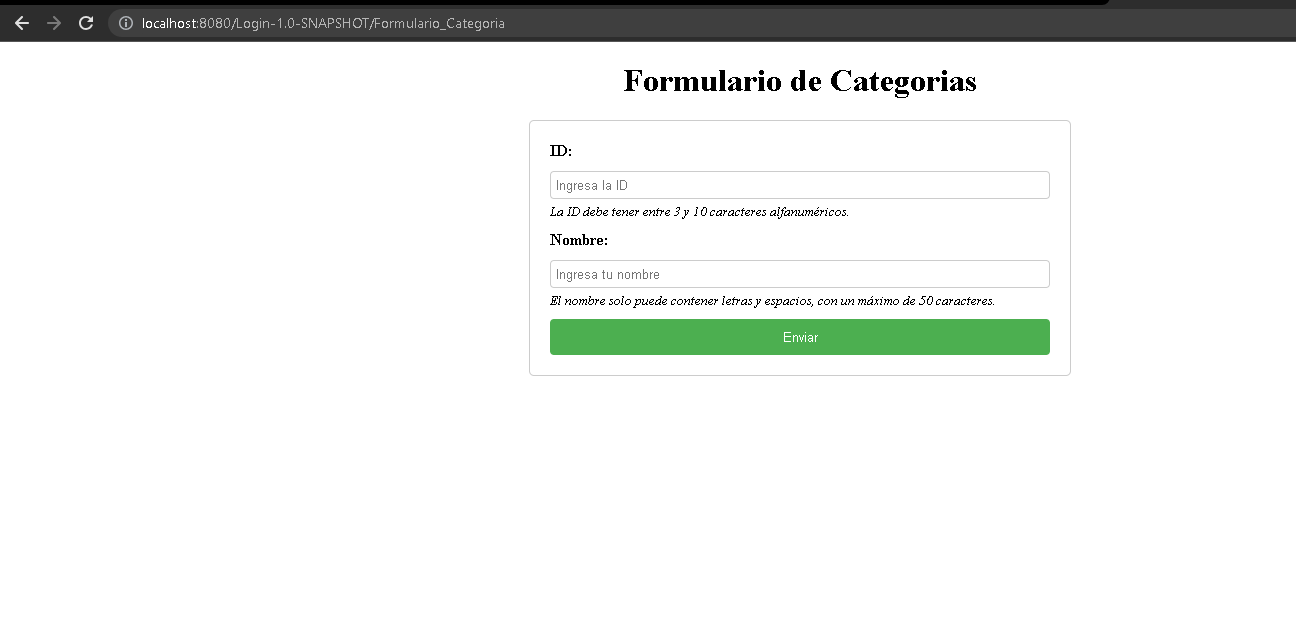 localhost:8080/Login-1.0-SNAPSHOT/Formulario_Categoria
Formulario de Categorias
ID:
Ingresa la ID
La ID debe tener entre 3 y 10 caracteres alfanuméricos.
Nombre:
Ingresa tu nombre
El nombre solo puede contener letras y espacios, con un máximo de 50 caracteres.
Enviar